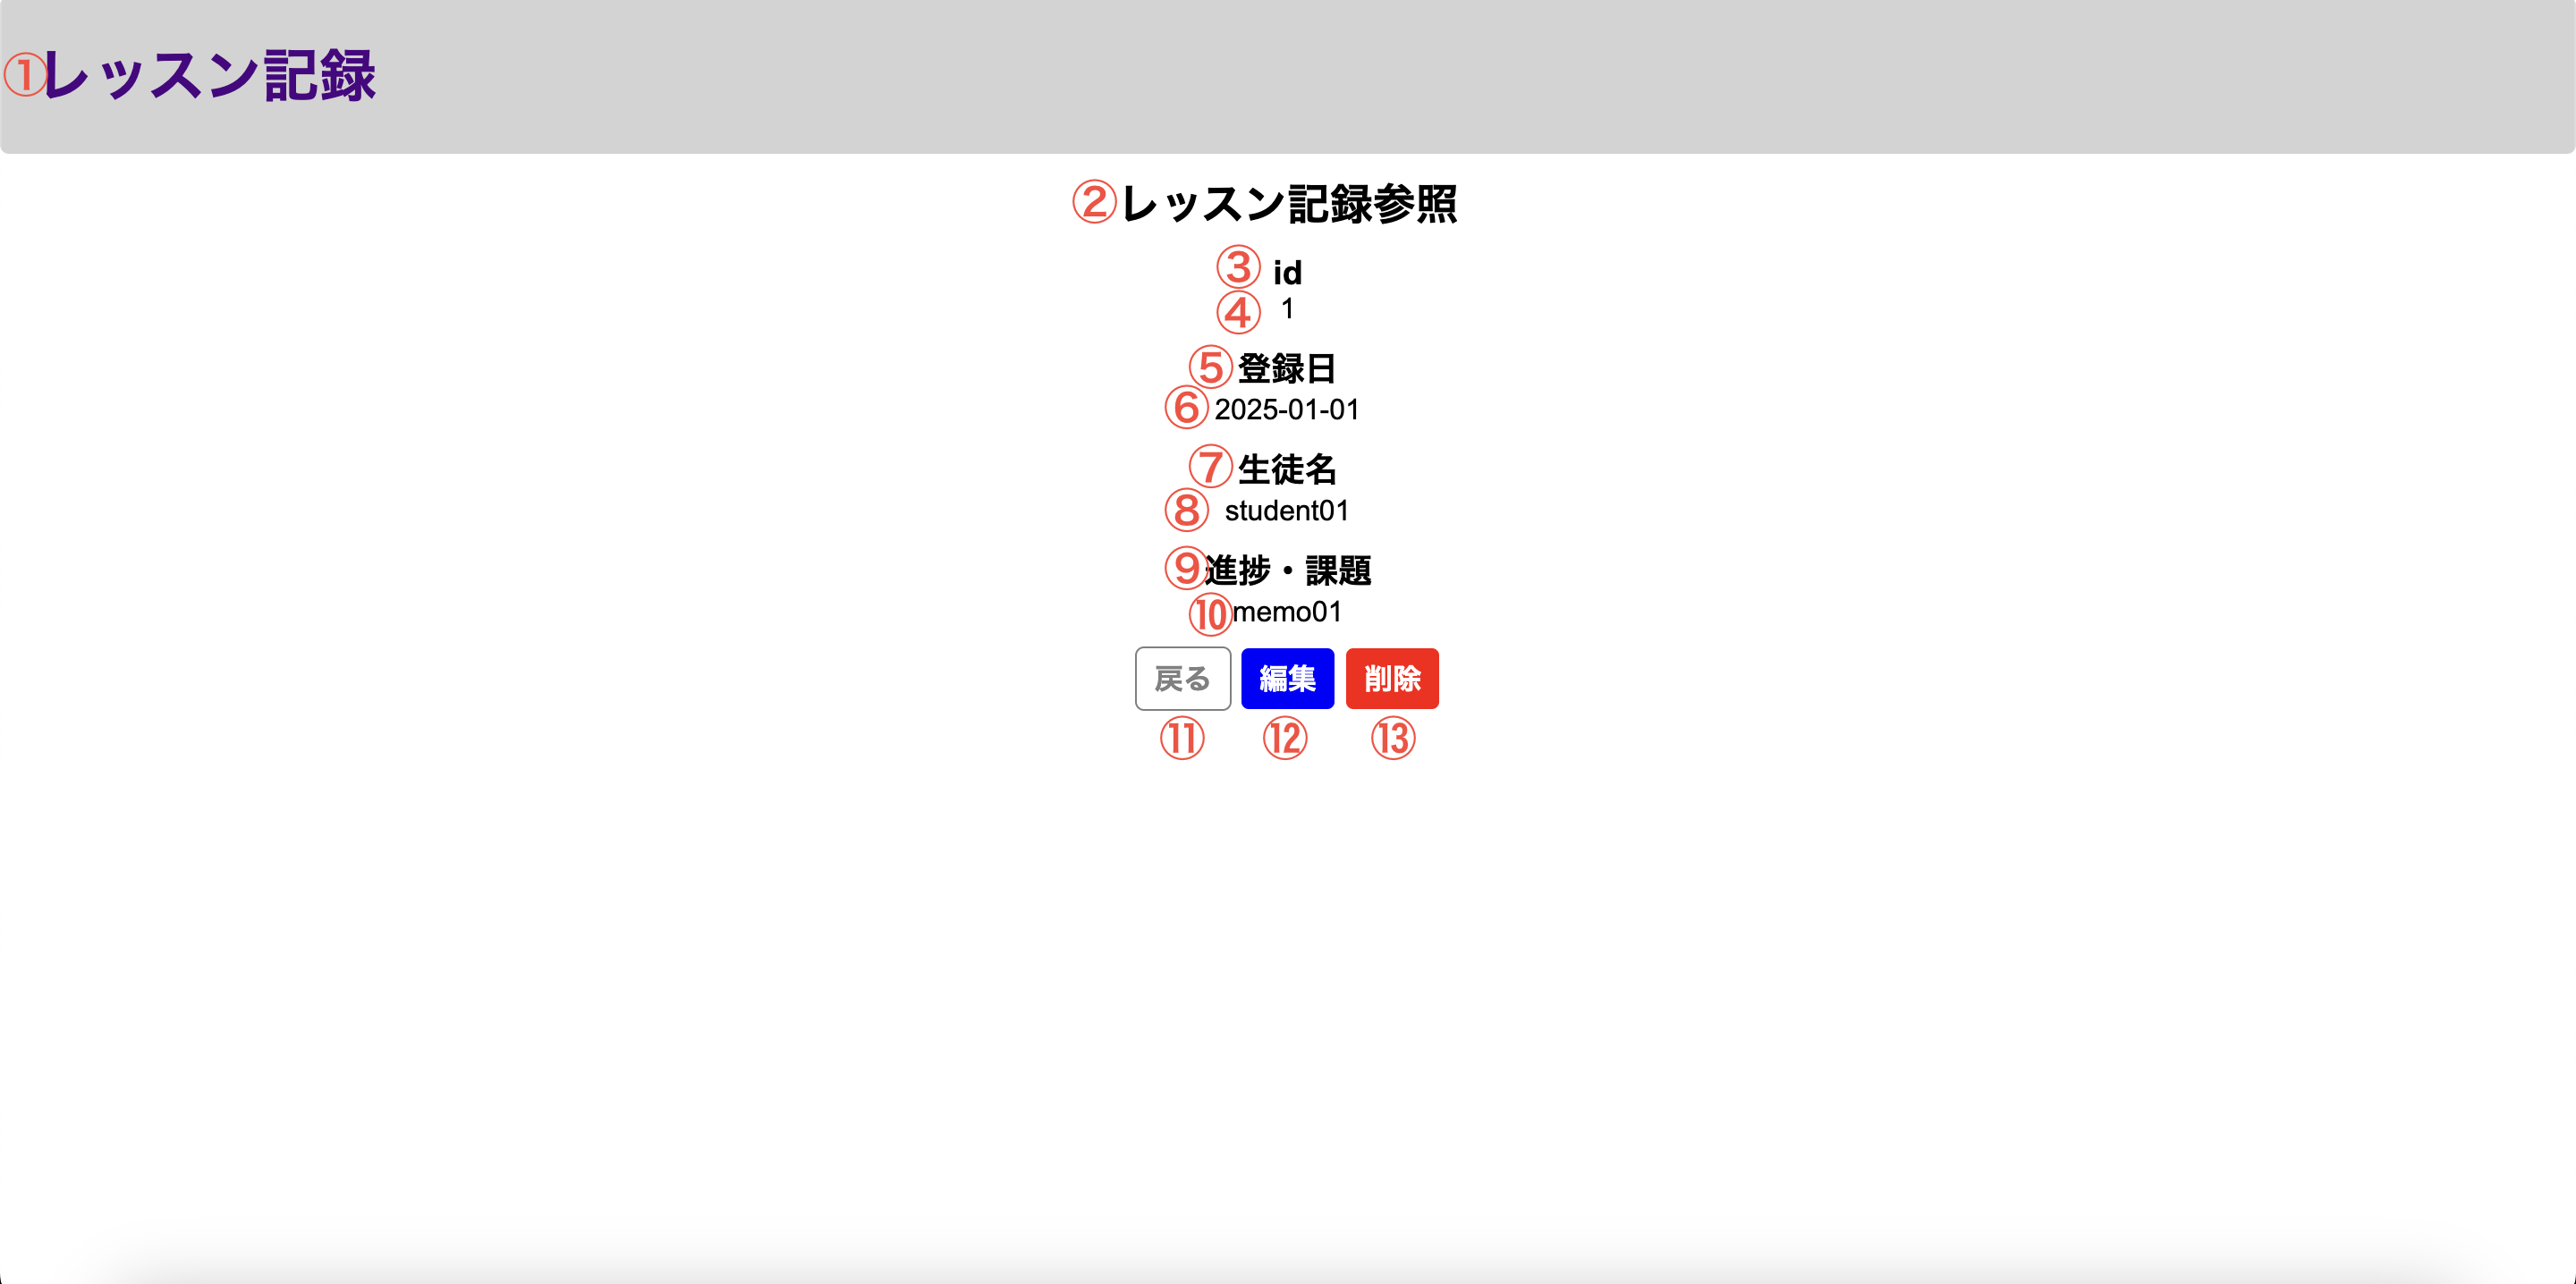 ①レッスン記録
②レッスン記録参照
③ id
④ 1
⑤登録日
⑥2025-01-01
⑦生徒名
⑧ student01
⑨進捗・課題
⑩memo01
戻る 編集 削除
⑪ ⑫ ⑬